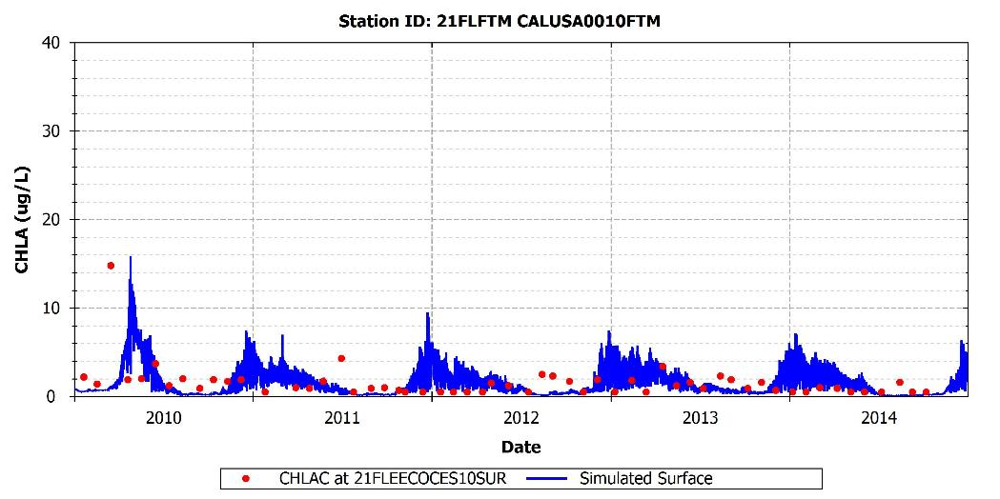 Station ID: 21FLFTM CALUSA0010FTM
40
30
20
10
0
CHLA (ug/L)
2010 2011 2012 2013 2014
Date
CHLAC at 21FLEECOCES10SUR Simulated Surface